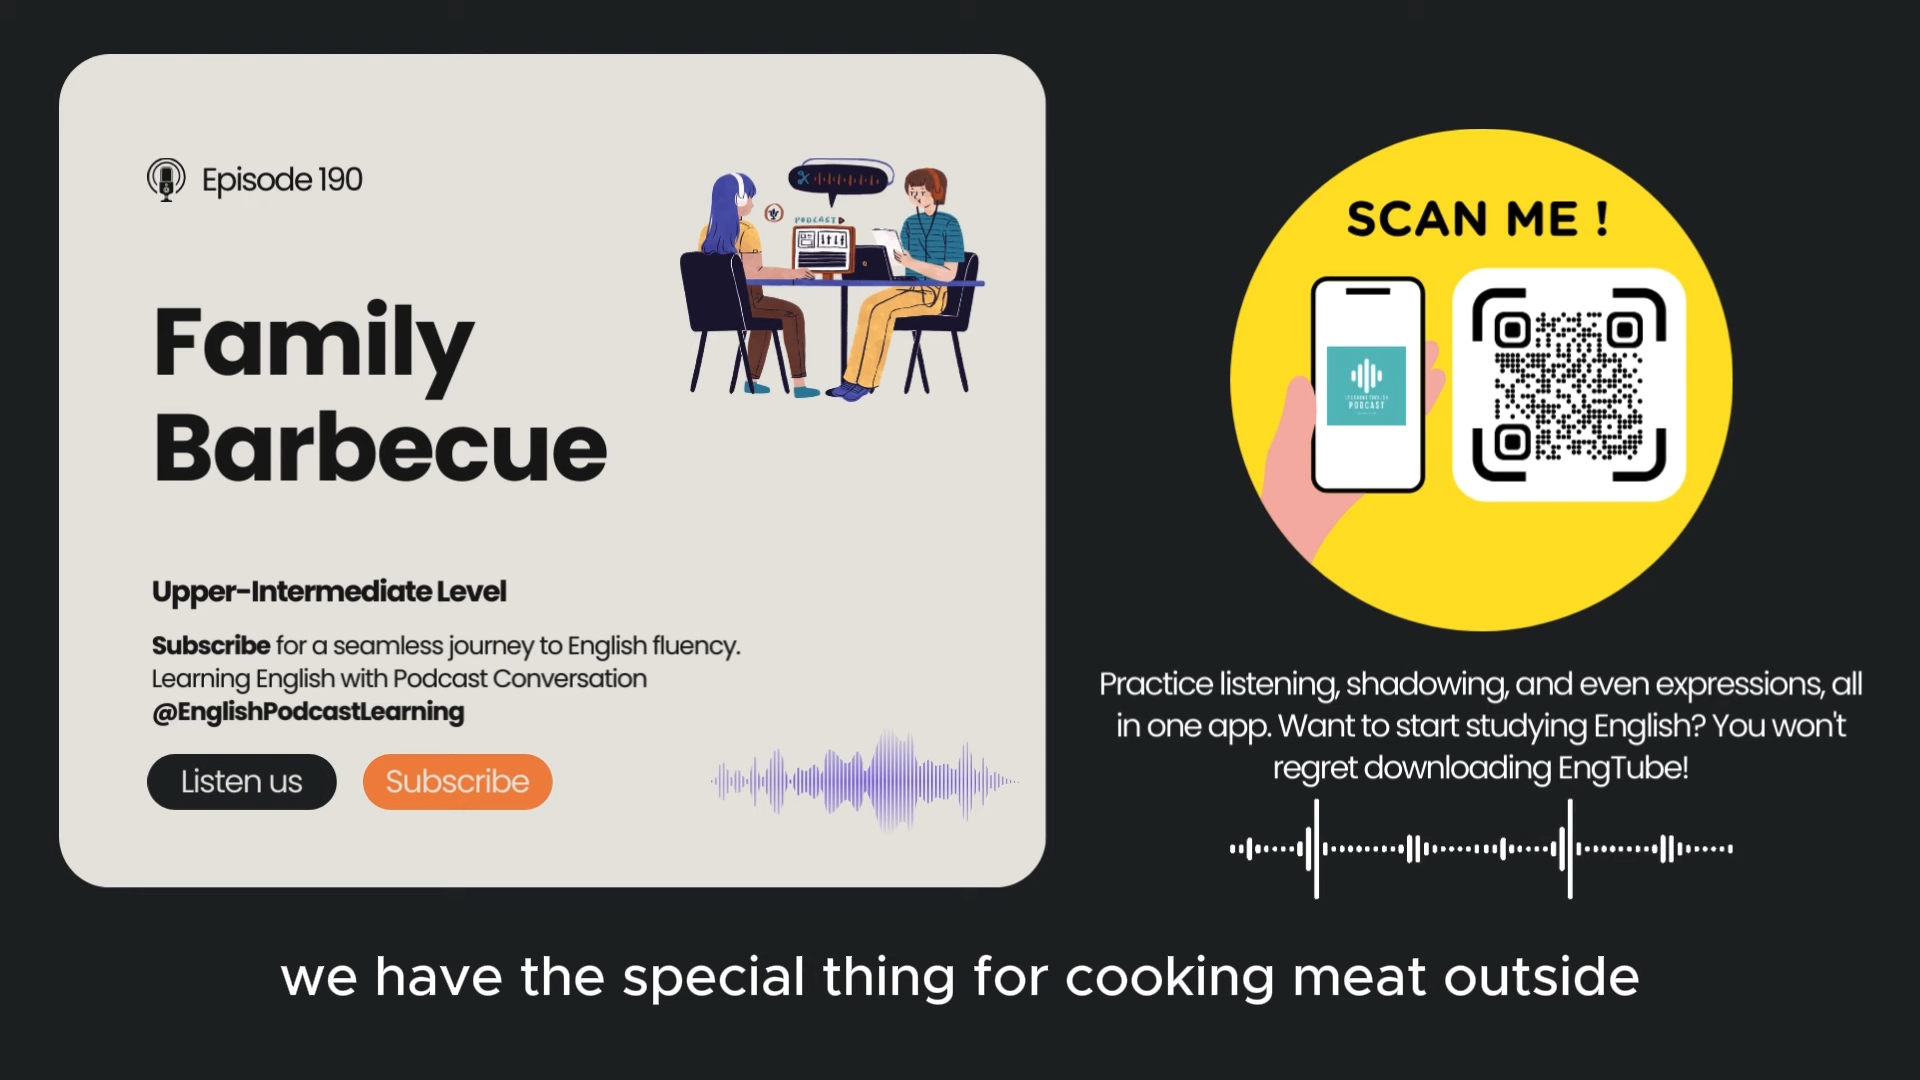 Episode 190
PODCAST
Family
Barbecue
Upper-Intermediate Level
Subscribe for a seamless journey to English fluency.
Learning English with Podcast Conversation
@EnglishPodcastLearning
Listen us
Subscribe
SCAN ME !
PODCAST
Practice listening, shadowing, and even expressions, all
in one app. Want to start studying English? You won't
regret downloading EngTube!
we have the special thing for cooking meat outside